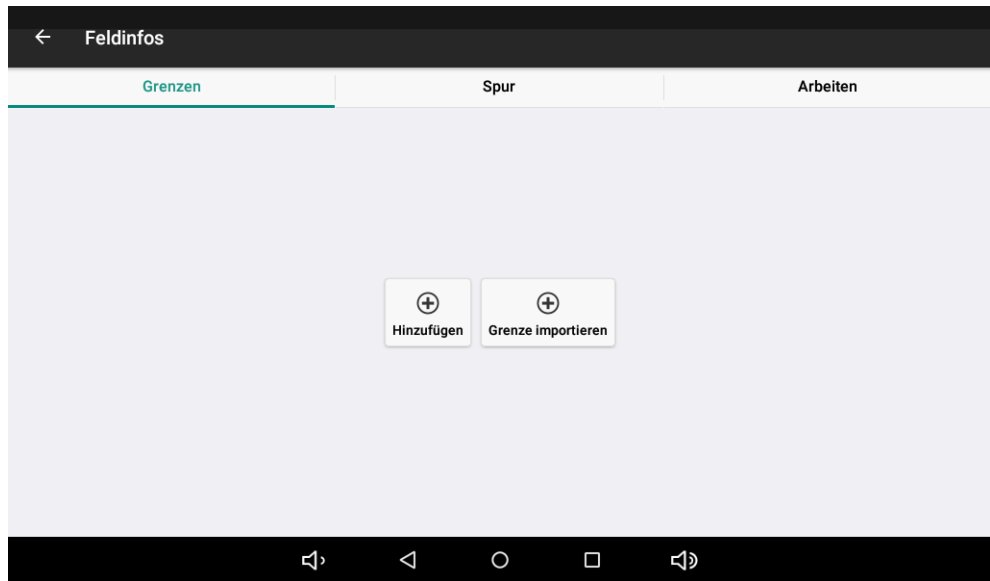 Feldinfos
Grenzen
Spur
Arbeiten
Hinzufügen
Grenze importieren